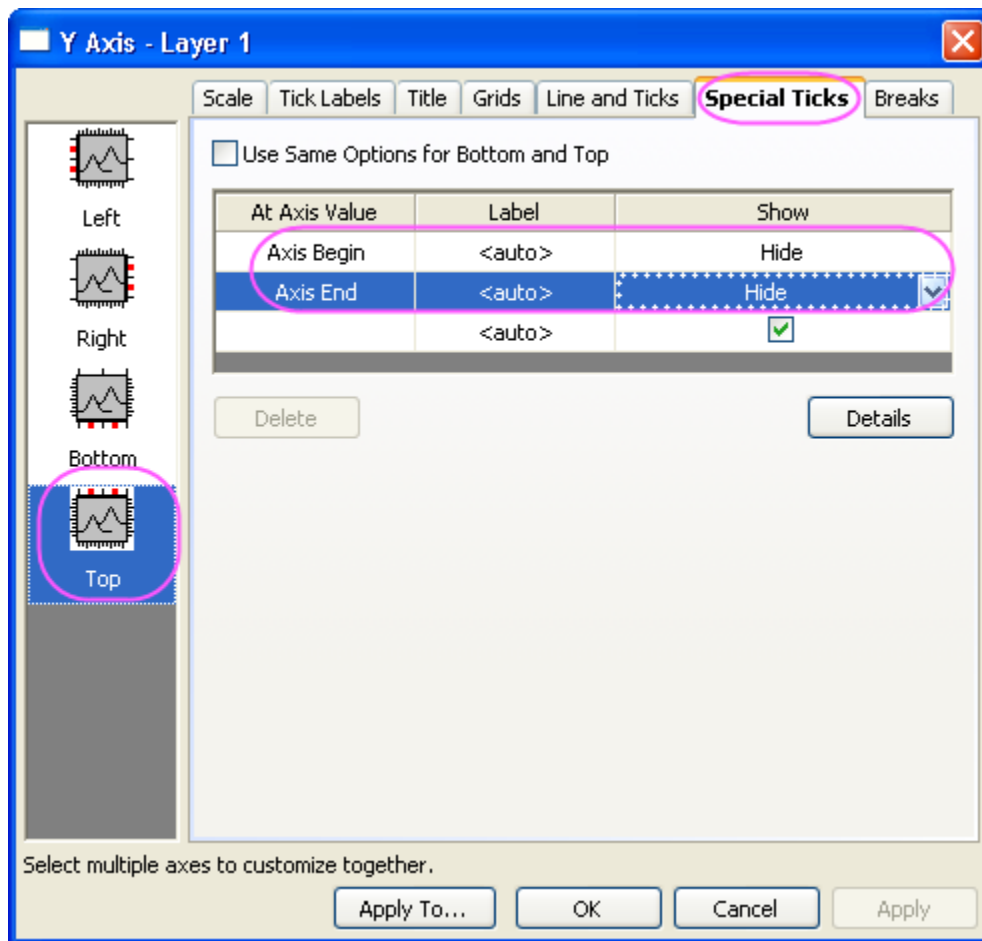 Y Axis - Layer 1
Scale Tick Labels Title Grids Line and Ticks Special Ticks Breaks
Use Same Options for Bottom and Top
At Axis Value Label Show
Axis Begin <auto> Hide
Axis End <auto> Hide
<auto>
Delete Details
Left
Right
Bottom
Top
Select multiple axes to customize together.
Apply To... OK Cancel Apply